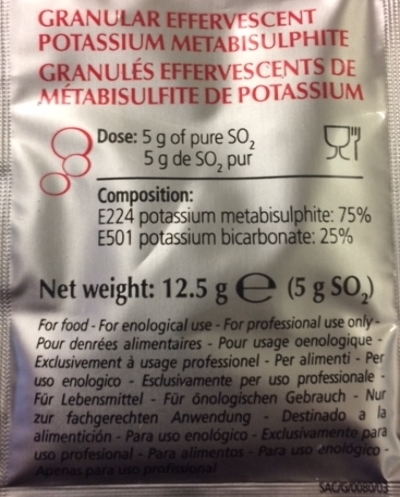 GRANULAR EFFERVESCENT
POTASSIUM METABISULPHITE
GRANULÉS EFFERVESCENTS DE
MÉTABISULFITE DE POTASSIUM
Dose: 5 g of pure SO₂
5 g de SO₂ pur
Composition:
E224 potassium metabisulphite: 75%
E501 potassium bicarbonate: 25%
Net weight: 12.5 g ℮ (5 g SO₂)
For food - For enological use - For professional use only -
Pour denrées alimentaires - Pour usage oenologique -
Exclusivement à usage professionel - Per alimenti - Per
uso enologico - Esclusivamente per uso professionale -
Für Lebensmittel - Für önologischen Gebrauch - Nur
zur fachgerechten Anwendung - Destinado a la
alimentición - Para uso enológico - Exclusivamente para
uso profesional - Para alimentos - Para uso enológico -
Apenas para uso profissional